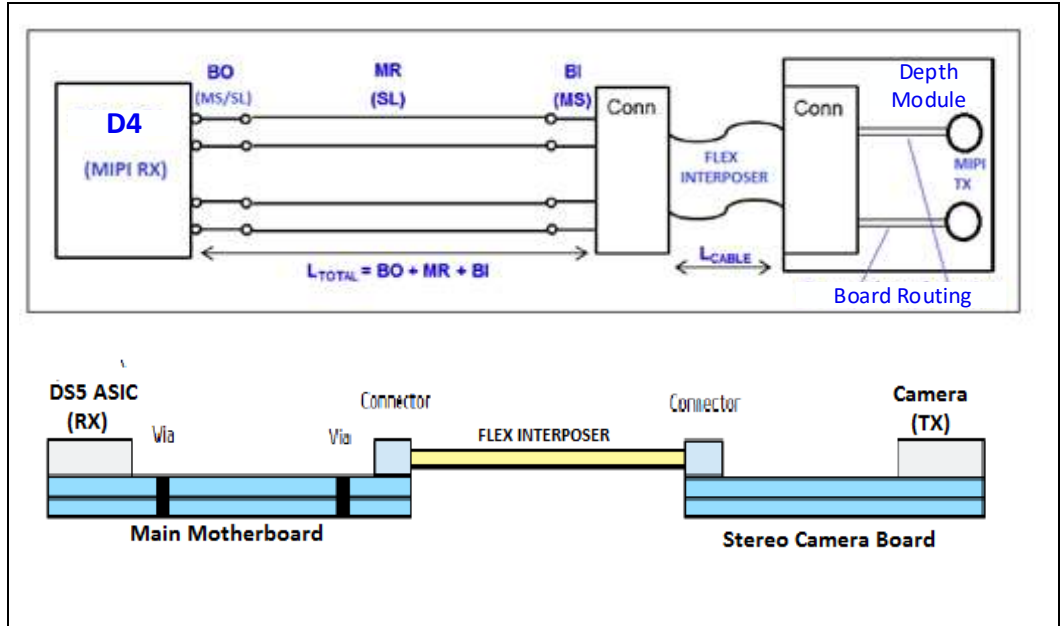 BO
(MS/SL)
MR
(SL)
BI
(MS)
D4
(MIPI RX)
Conn
Conn
Depth
Module
FLEX
INTERPOSER
MIPI
TX
L_TOTAL = BO + MR + BI
L_CABLE
Board Routing
DS5 ASIC
(RX)
Via
Via
Connector
FLEX INTERPOSER
Connector
Camera
(TX)
Main Motherboard
Stereo Camera Board